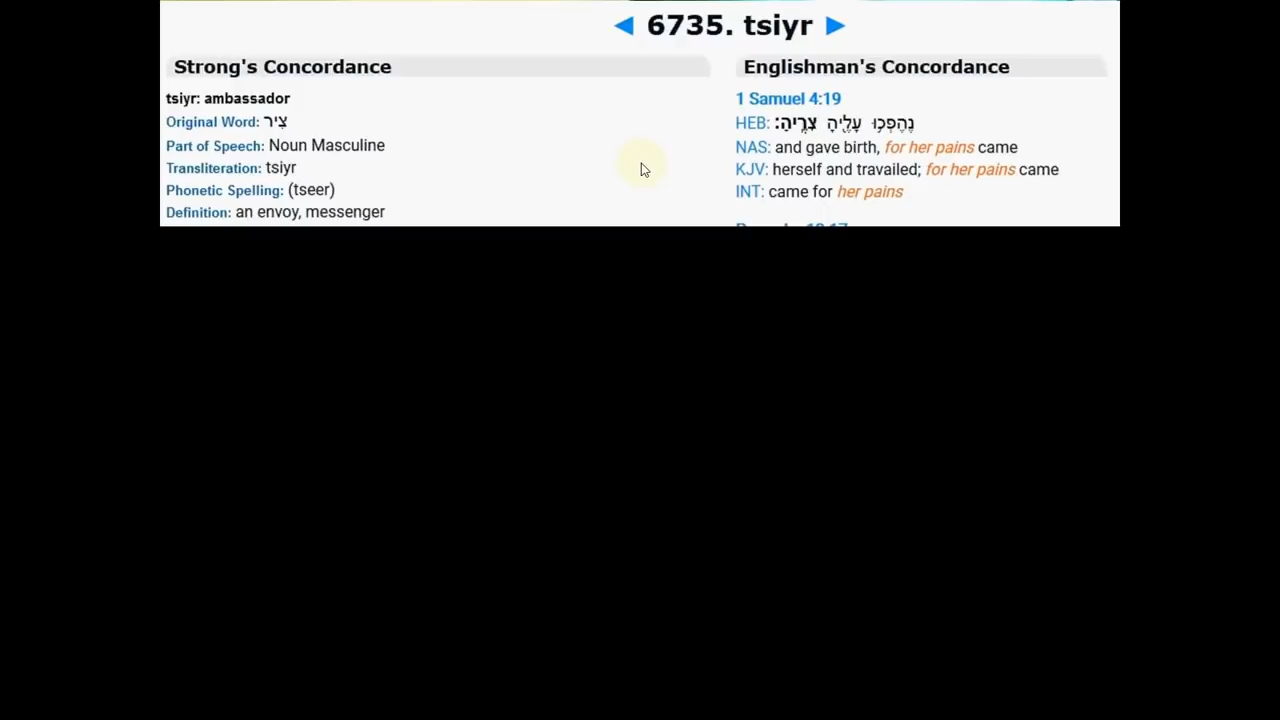 ◄ 6735. tsiyr ►
Strong's Concordance
tsiyr: ambassador
Original Word: צִיר
Part of Speech: Noun Masculine
Transliteration: tsiyr
Phonetic Spelling: (tseer)
Definition: an envoy, messenger
Englishman's Concordance
1 Samuel 4:19
HEB: נֶהֶפְכ֥וּ עָלֶ֖יהָ צִרֶֽיהָ׃
NAS: and gave birth, for her pains came
KJV: herself and travailed; for her pains came
INT: came for her pains